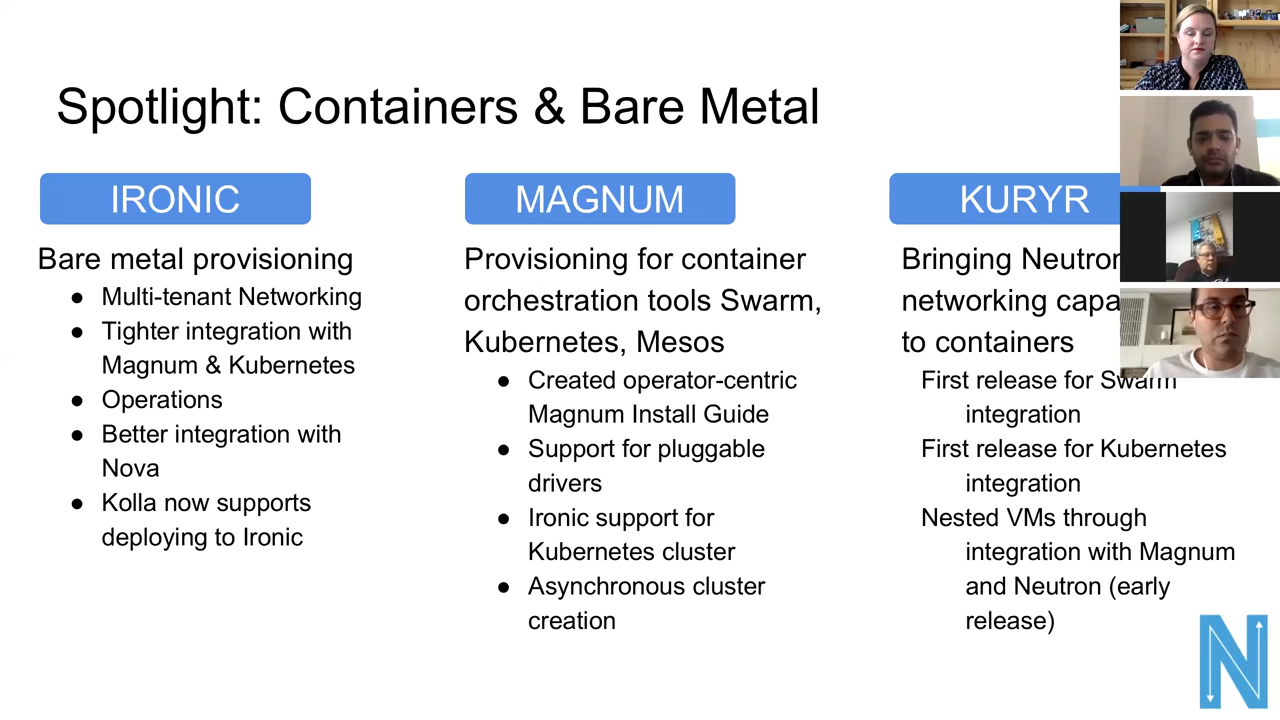 Spotlight: Containers & Bare Metal
IRONIC
Bare metal provisioning
● Multi-tenant Networking
● Tighter integration with
Magnum & Kubernetes
● Operations
● Better integration with
Nova
● Kolla now supports
deploying to Ironic
MAGNUM
Provisioning for container
orchestration tools Swarm,
Kubernetes, Mesos
● Created operator-centric
Magnum Install Guide
● Support for pluggable
drivers
● Ironic support for
Kubernetes cluster
● Asynchronous cluster
creation
KURYR
Bringing Neutron
networking
to containers
First release for Swarm
integration
First release for Kubernetes
integration
Nested VMs through
integration with Magnum
and Neutron (early
release)
N